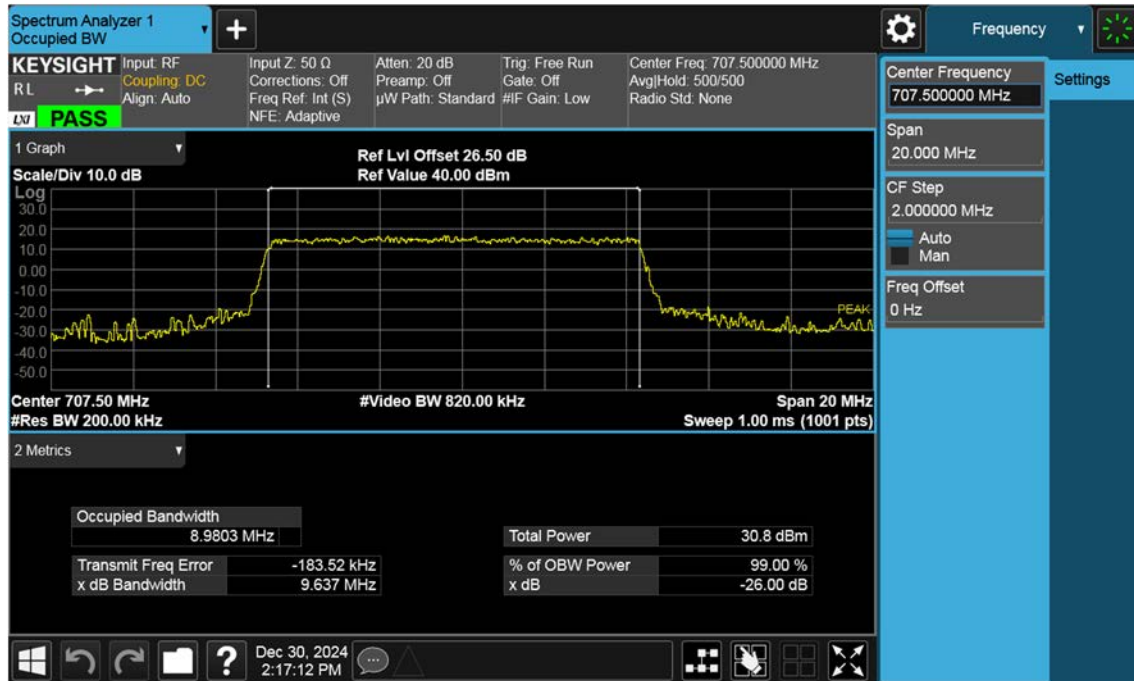 Spectrum Analyzer 1
Occupied BW
+
Frequency
KEYSIGHT
RL
LXI
PASS
Input: RF
Coupling: DC
Align: Auto
Input Z: 50 Ω
Corrections: Off
Freq Ref: Int (S)
NFE: Adaptive
Atten: 20 dB
Preamp: Off
µW Path: Standard
Trig: Free Run
Gate: Off
#IF Gain: Low
Center Freq: 707.500000 MHz
Avg|Hold: 500/500
Radio Std: None
Center Frequency
707.500000 MHz
Settings
Span
20.000 MHz
CF Step
2.000000 MHz
Auto
Man
Freq Offset
0 Hz
1 Graph
Scale/Div 10.0 dB
Ref Lvl Offset 26.50 dB
Ref Value 40.00 dBm
Log
30.0
20.0
10.0
0.00
-10.0
-20.0
-30.0
-40.0
-50.0
PEAK
Center 707.50 MHz
#Video BW 820.00 kHz
Span 20 MHz
#Res BW 200.00 kHz
Sweep 1.00 ms (1001 pts)
2 Metrics
Occupied Bandwidth
8.9803 MHz
Total Power 30.8 dBm
Transmit Freq Error -183.52 kHz
% of OBW Power 99.00 %
x dB Bandwidth 9.637 MHz
x dB -26.00 dB
?
Dec 30, 2024
2:17:12 PM